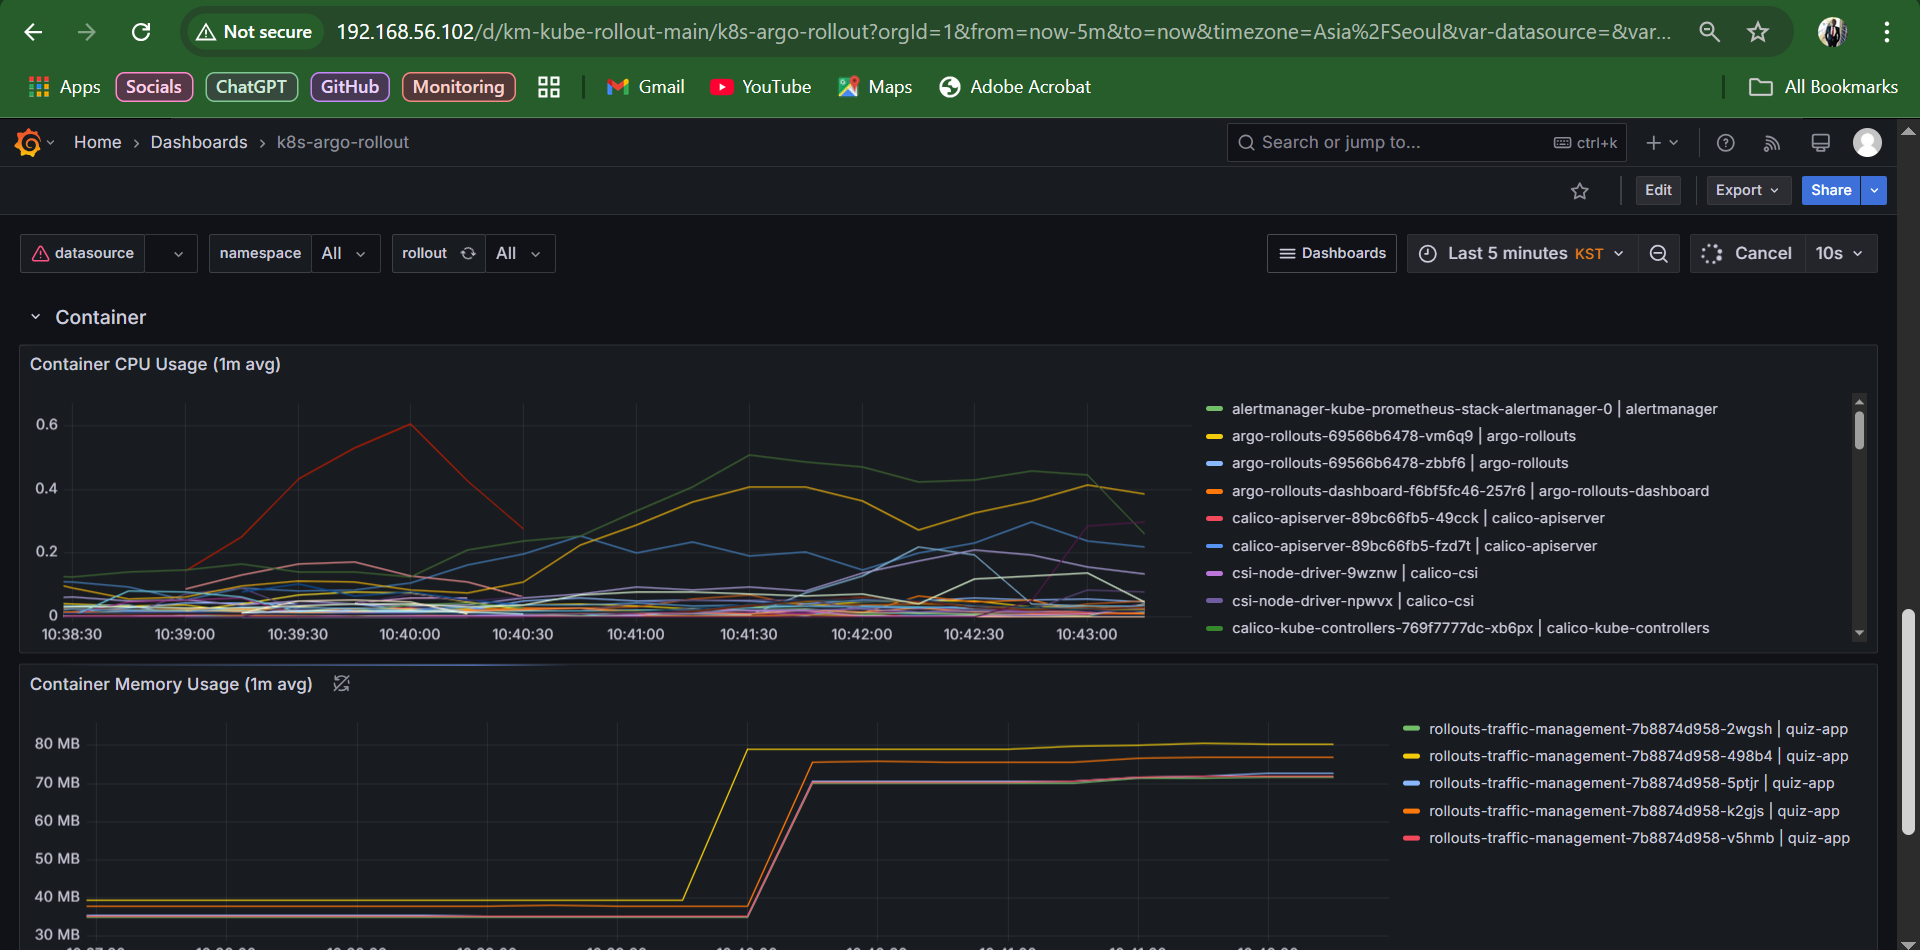 Not secure
192.168.56.102/d/km-kube-rollout-main/k8s-argo-rollout?orgId=1&from=now-5m&to=now&timezone=Asia%2FSeoul&var-datasource=&var...
Apps Socials ChatGPT GitHub Monitoring Gmail YouTube Maps Adobe Acrobat All Bookmarks
Home › Dashboards › k8s-argo-rollout Search or jump to... ctrl+k
Edit Export Share
datasource namespace All rollout All Dashboards Last 5 minutes KST Cancel 10s
Container
Container CPU Usage (1m avg)
0.6
0.4
0.2
0
10:38:30 10:39:00 10:39:30 10:40:00 10:40:30 10:41:00 10:41:30 10:42:00 10:42:30 10:43:00
alertmanager-kube-prometheus-stack-alertmanager-0 | alertmanager
argo-rollouts-69566b6478-vm6q9 | argo-rollouts
argo-rollouts-69566b6478-zbbf6 | argo-rollouts
argo-rollouts-dashboard-f6bf5fc46-257r6 | argo-rollouts-dashboard
calico-apiserver-89bc66fb5-49cck | calico-apiserver
calico-apiserver-89bc66fb5-fzd7t | calico-apiserver
csi-node-driver-9wznw | calico-csi
csi-node-driver-npwvx | calico-csi
calico-kube-controllers-769f7777dc-xb6px | calico-kube-controllers
Container Memory Usage (1m avg)
80 MB
70 MB
60 MB
50 MB
40 MB
30 MB
rollouts-traffic-management-7b8874d958-2wgsh | quiz-app
rollouts-traffic-management-7b8874d958-498b4 | quiz-app
rollouts-traffic-management-7b8874d958-5ptjr | quiz-app
rollouts-traffic-management-7b8874d958-k2gjs | quiz-app
rollouts-traffic-management-7b8874d958-v5hmb | quiz-app